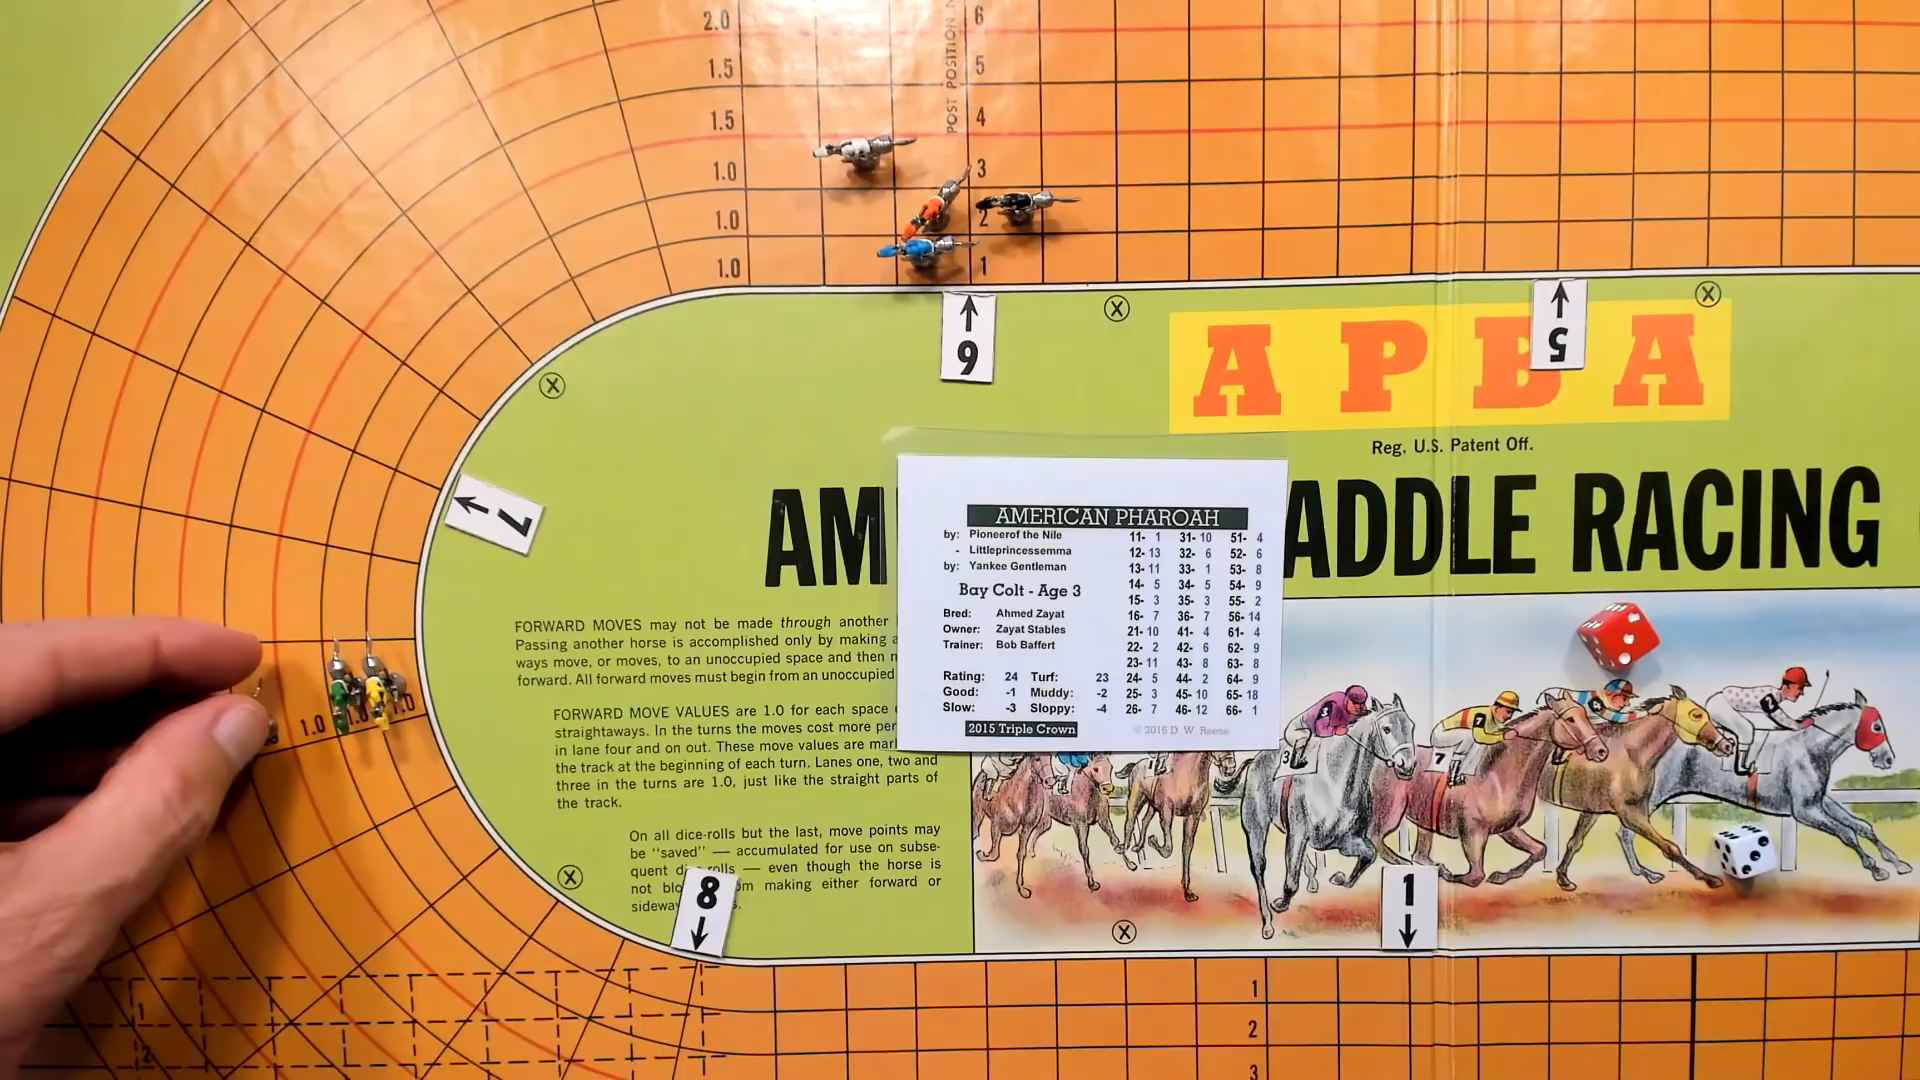 2.0
1.5
1.5
1.0
1.0
1.0
POST POSITION
6
5
4
3
2
1
6
5
7
8
1
A P B A
Reg. U.S. Patent Off.
AM
ADDLE RACING
FORWARD MOVES may not be made through another
Passing another horse is accomplished only by making a
ways move, or moves, to an unoccupied space and then
forward. All forward moves must begin from an unoccupied
FORWARD MOVE VALUES are 1.0 for each space
straightaways. In the turns the moves cost more per
in lane four and on out. These move values are mar
the track at the beginning of each turn. Lanes one, two and
three in the turns are 1.0, just like the straight parts of
the track.
On all dice-rolls but the last, move points may
be "saved" — accumulated for use on subse-
quent rolls — even though the horse is
not making either forward or
sideway
AMERICAN PHAROAH
by: Pioneerof the Nile
- Littleprincessemma
by: Yankee Gentleman
Bay Colt - Age 3
Bred: Ahmed Zayat
Owner: Zayat Stables
Trainer: Bob Baffert
Rating: 24 Turf: 23
Good: -1 Muddy: -2
Slow: -3 Sloppy: -4
2015 Triple Crown
11- 1 31- 10 51- 4
12- 13 32- 6 52- 6
13- 11 33- 1 53- 8
14- 5 34- 5 54- 9
15- 3 35- 3 55- 2
16- 7 36- 7 56- 14
21- 10 41- 4 61- 4
22- 2 42- 6 62- 9
23- 11 43- 8 63- 8
24- 5 44- 2 64- 9
25- 3 45- 10 65- 18
26- 7 46- 12 66- 1
© 2016 D. W. Reese
1.0
1.0
1.0
3
7
4
2
1
2
1
2
3